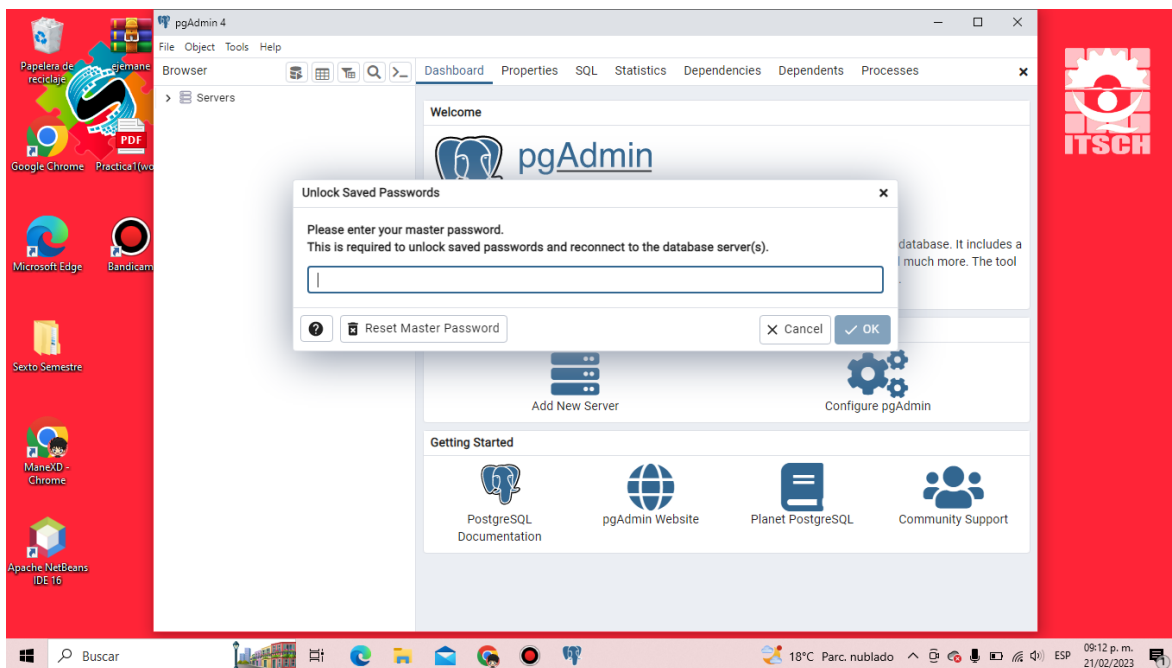 pgAdmin 4
File Object Tools Help
Browser
Dashboard Properties SQL Statistics Dependencies Dependents Processes
Servers
Welcome
pgAdmin
Unlock Saved Passwords
Please enter your master password.
This is required to unlock saved passwords and reconnect to the database server(s).
Reset Master Password
Cancel
OK
database. It includes a
much more. The tool
Add New Server
Configure pgAdmin
Getting Started
PostgreSQL
Documentation
pgAdmin Website
Planet PostgreSQL
Community Support
Papelera de
reciclaje
ejemane
Google Chrome
PDF
Practica1(wo
Microsoft Edge
Bandicam
Sexto Semestre
ManeXD -
Chrome
Apache NetBeans
IDE 16
ITSCH
Buscar
18°C Parc. nublado
ESP
09:12 p. m.
21/02/2023